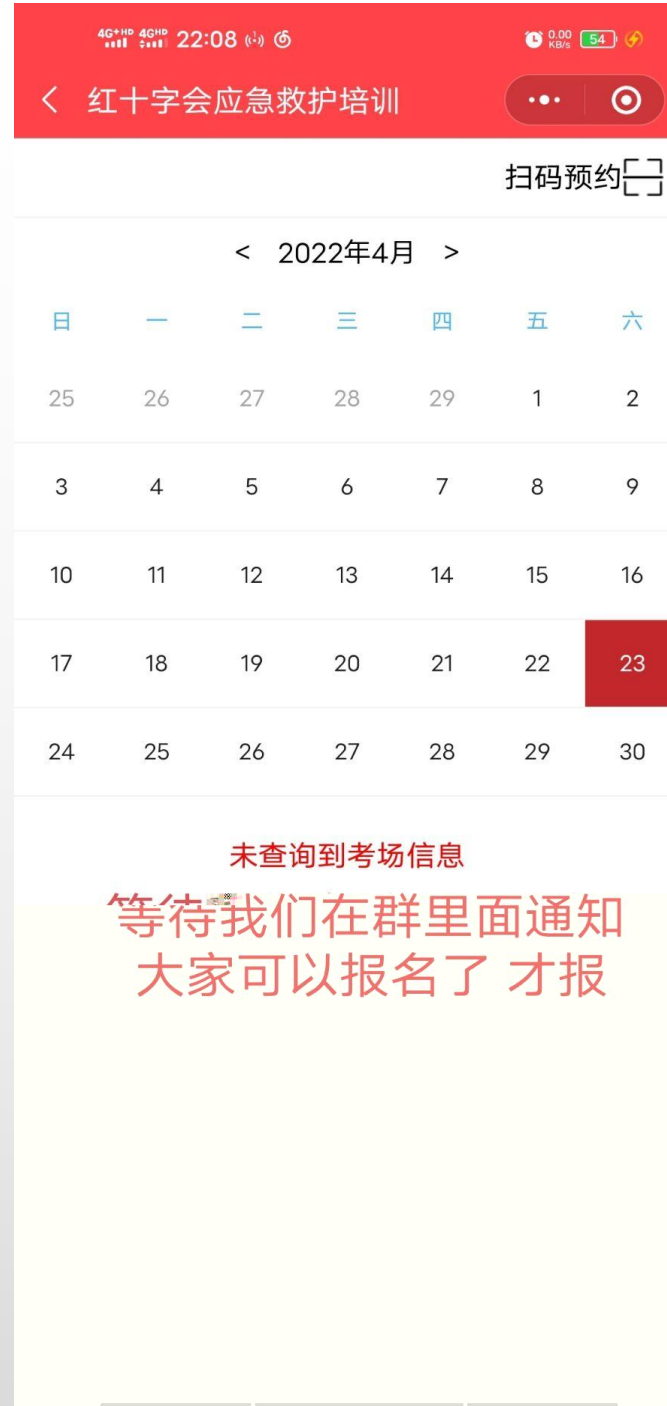 4G+HD 4GHD 22:08 0.00 KB/s 54
红十字会应急救护培训
扫码预约
< 2022年4月 >
日 一 二 三 四 五 六
25 26 27 28 29 1 2
3 4 5 6 7 8 9
10 11 12 13 14 15 16
17 18 19 20 21 22 23
24 25 26 27 28 29 30
未查询到考场信息
等待我们在群里面通知
大家可以报名了 才报